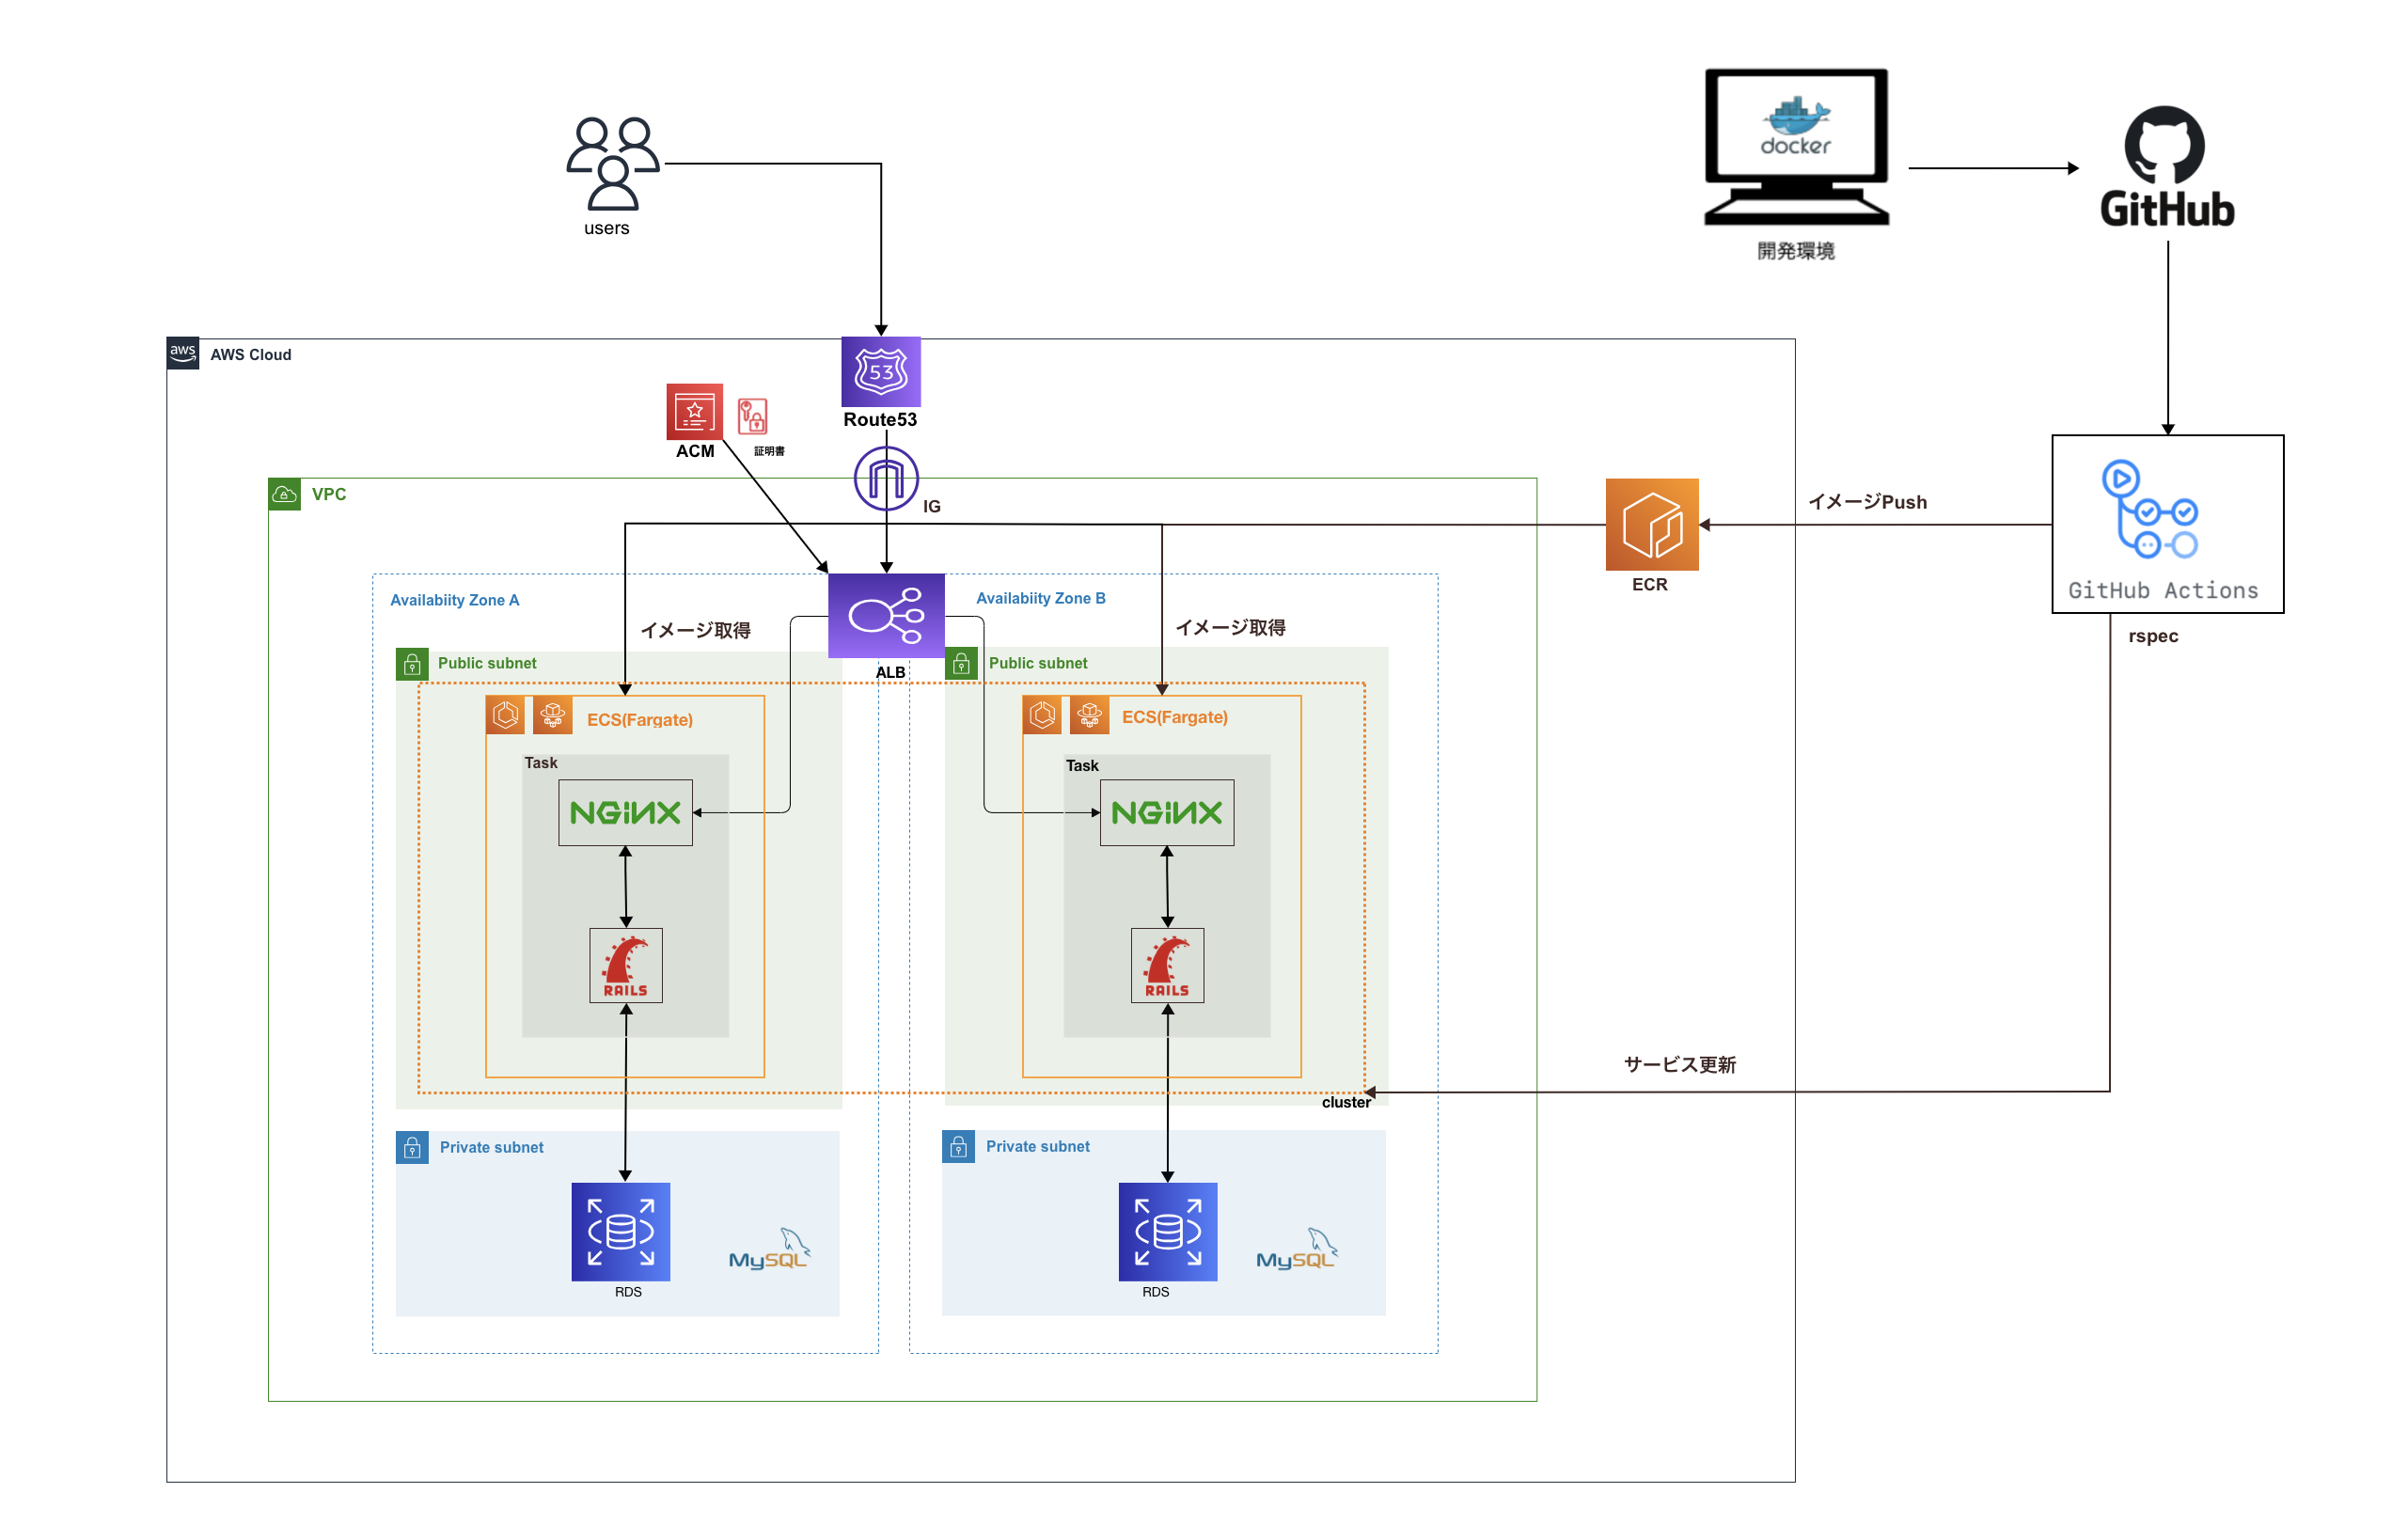 docker
開発環境
GitHub
users
aws
AWS Cloud
53
Route53
ACM
証明書
IG
VPC
イメージPush
ECR
GitHub Actions
rspec
Availabiity Zone A
Availabiity Zone B
イメージ取得
イメージ取得
ALB
Public subnet
Public subnet
ECS(Fargate)
ECS(Fargate)
Task
Task
NGiNX
NGiNX
RAILS
RAILS
サービス更新
cluster
Private subnet
Private subnet
MySQL
MySQL
RDS
RDS